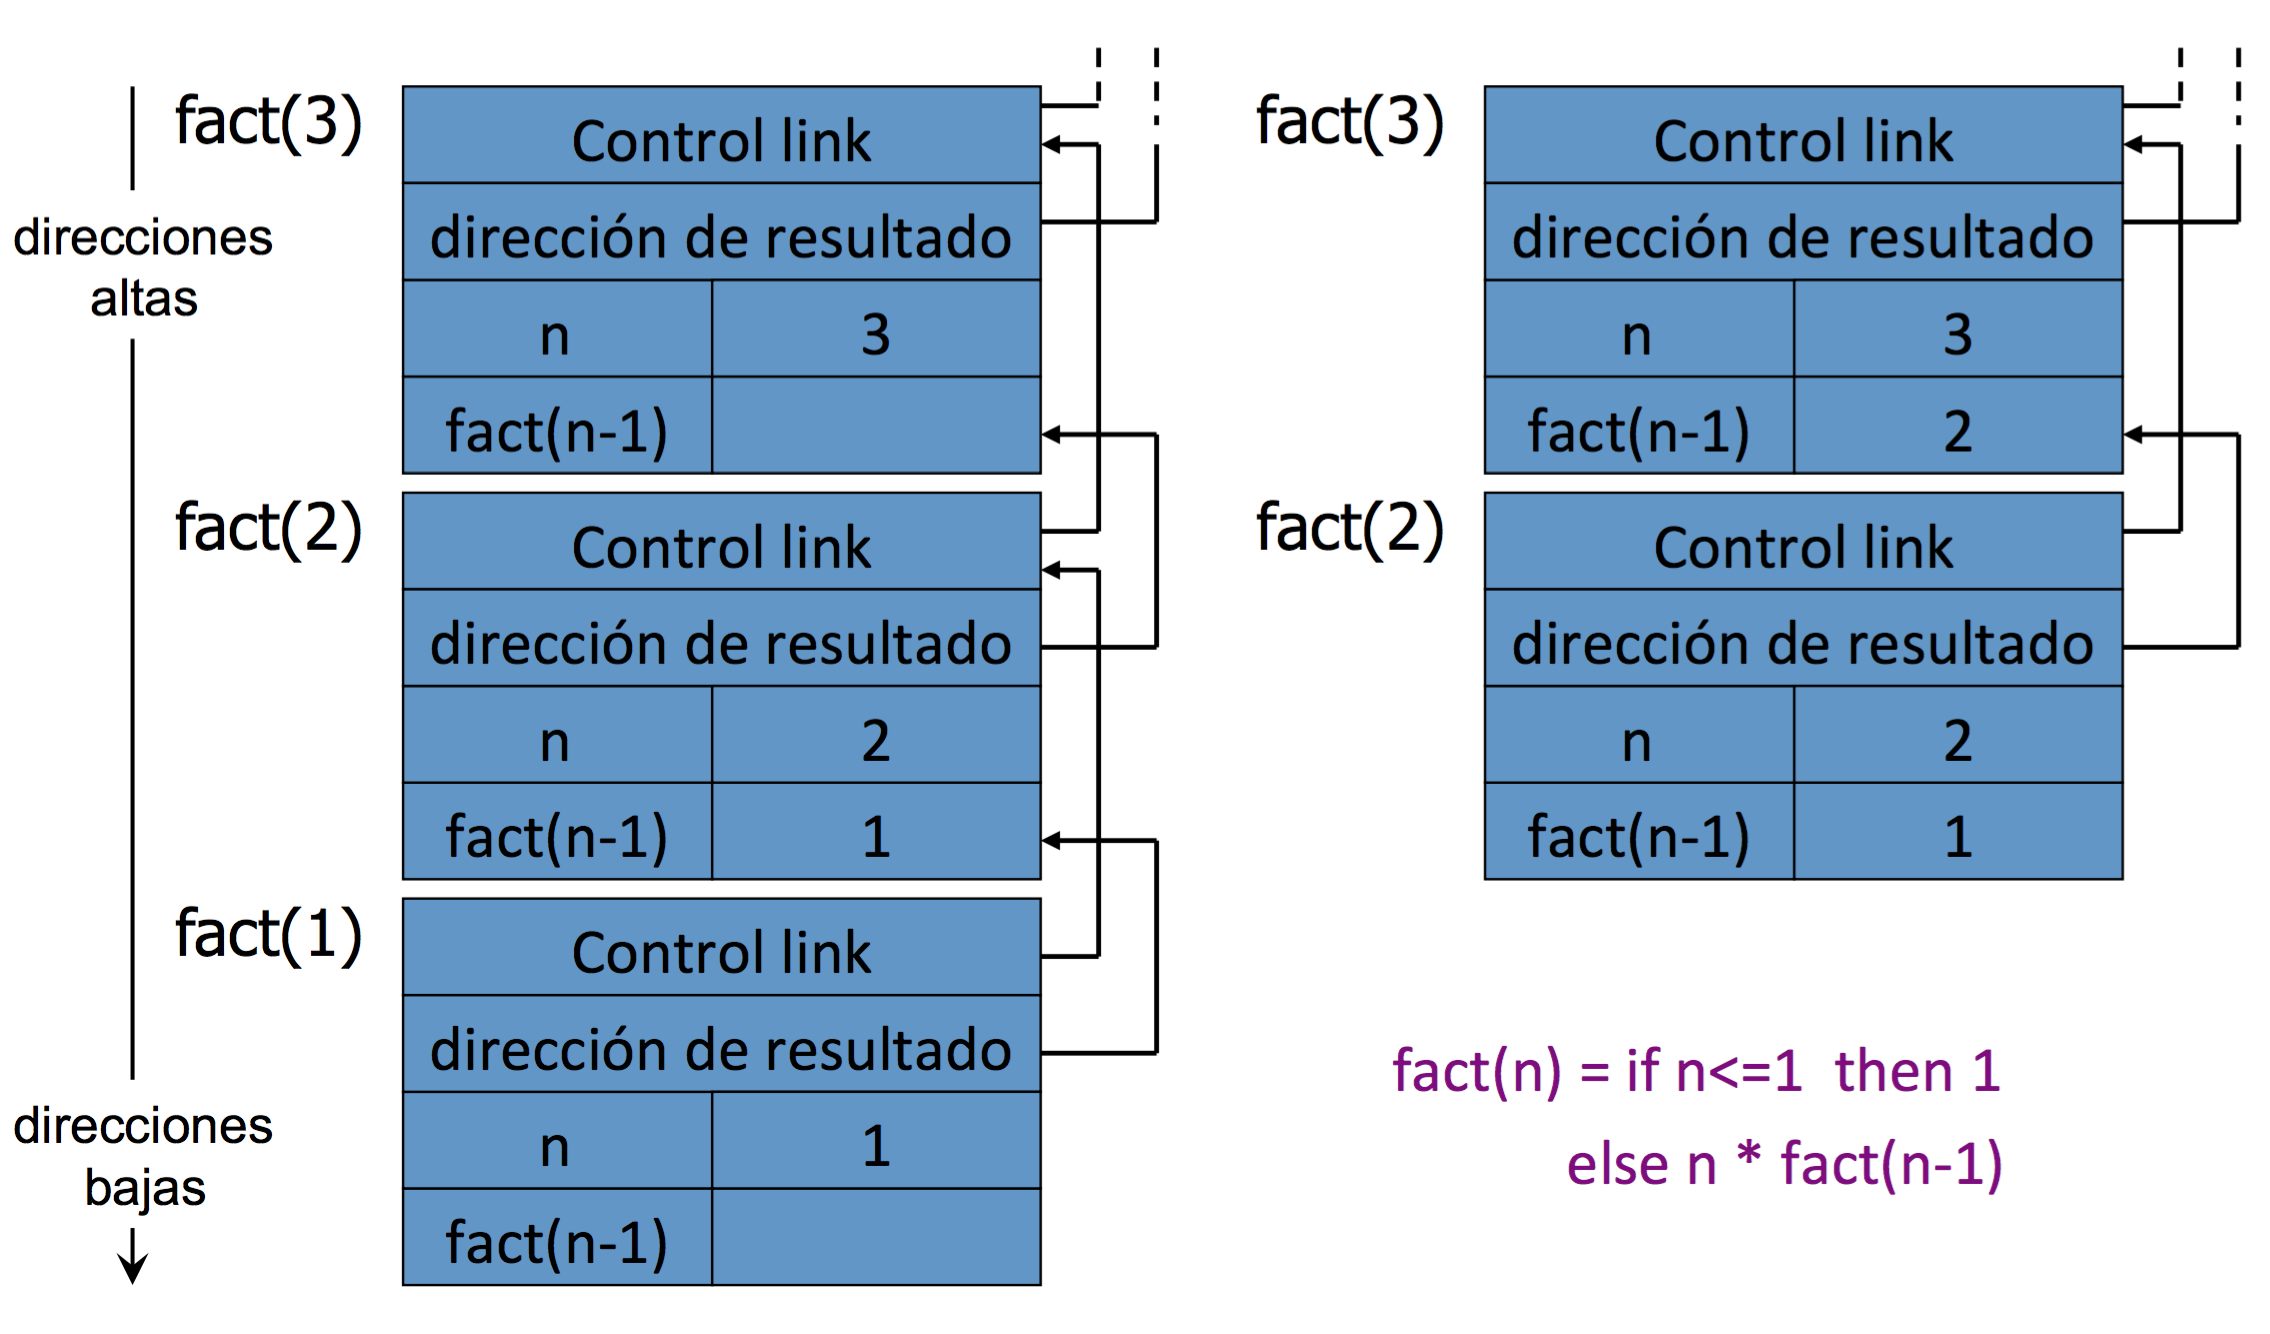 direcciones
altas
direcciones
bajas
fact(3)
Control link
dirección de resultado
n 3
fact(n-1)
fact(2)
Control link
dirección de resultado
n 2
fact(n-1) 1
fact(1)
Control link
dirección de resultado
n 1
fact(n-1)
fact(3)
Control link
dirección de resultado
n 3
fact(n-1) 2
fact(2)
Control link
dirección de resultado
n 2
fact(n-1) 1
fact(n) = if n<=1 then 1
else n * fact(n-1)